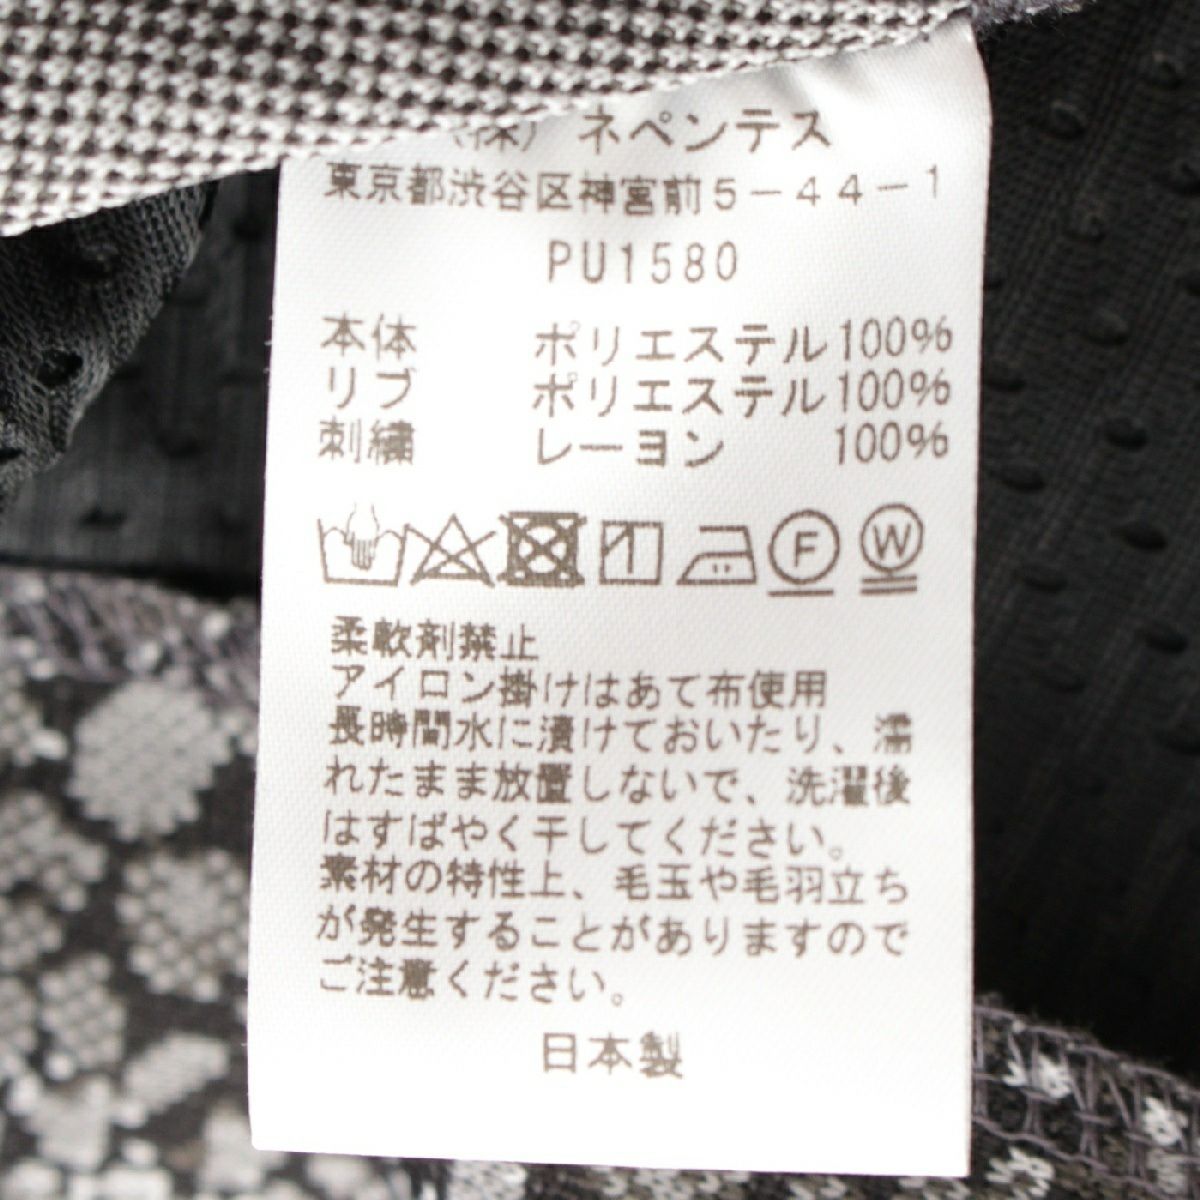 (株) ネペンテス
東京都渋谷区神宮前5-44-1
PU1580
本体 ポリエステル100%
リブ ポリエステル100%
刺繍 レーヨン 100%
F W
柔軟剤禁止
アイロン掛けはあて布使用
長時間水に漬けておいたり、濡
れたまま放置しないで、洗濯後
はすばやく干してください。
素材の特性上、毛玉や毛羽立ち
が発生することがありますので
ご注意ください。
日本製